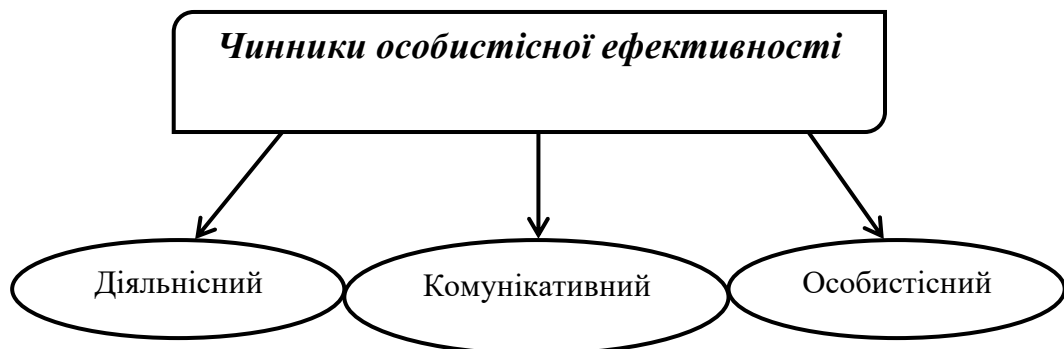 Чинники особистісної ефективності
Діяльнісний
Комунікативний
Особистісний